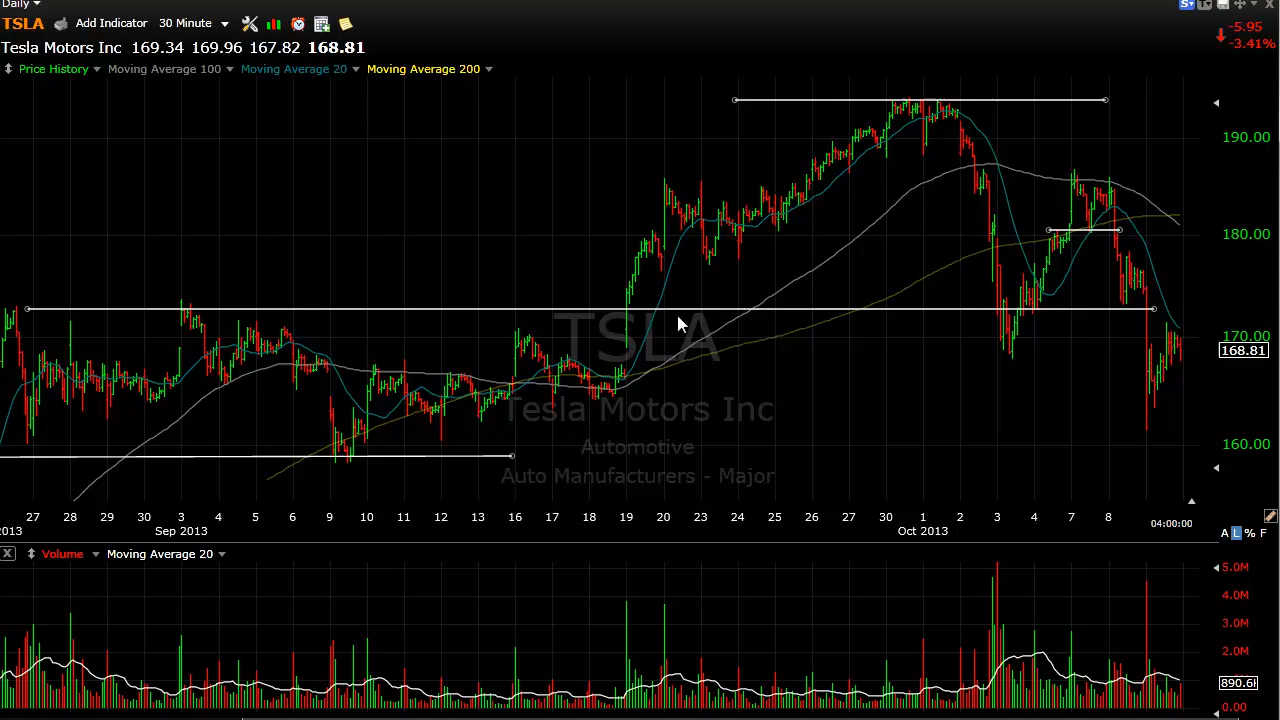 Daily
TSLA Add Indicator 30 Minute
Tesla Motors Inc 169.34 169.96 167.82 168.81
-5.95
-3.41%
Price History Moving Average 100 Moving Average 20 Moving Average 200
190.00
180.00
170.00
168.81
160.00
TSLA
Tesla Motors Inc
Automotive
Auto Manufacturers - Major
27 28 29 30 3 4 5 6 9 10 11 12 13 16 17 18 19 20 23 24 25 26 27 30 1 2 3 4 7 8
2013 Sep 2013 Oct 2013 04:00:00
A L % F
X Volume Moving Average 20
5.0M
4.0M
3.0M
2.0M
0.00